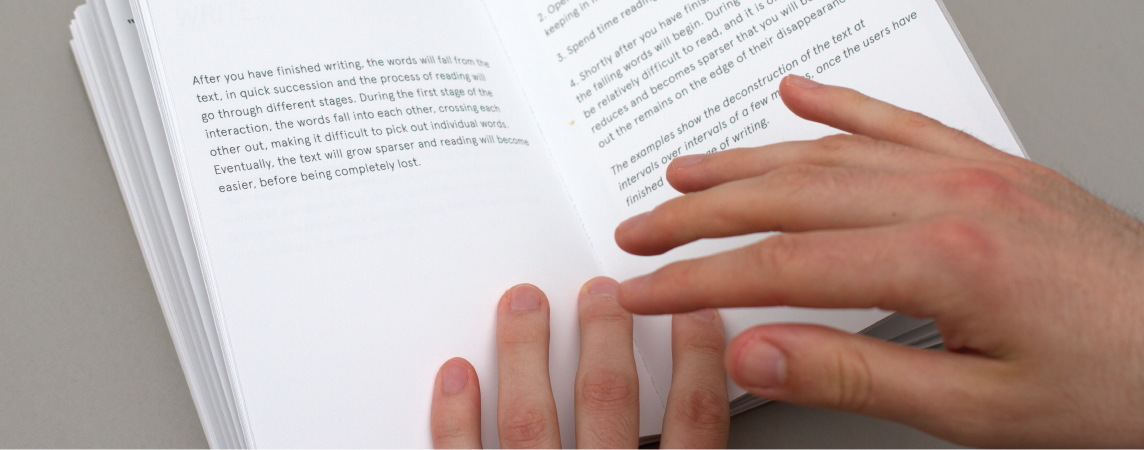 WRITE...
After you have finished writing, the words will fall from the
text, in quick succession and the process of reading will
go through different stages. During the first stage of the
interaction, the words fall into each other, crossing each
other out, making it difficult to pick out individual words.
Eventually, the text will grow sparser and reading will become
easier, before being completely lost.
2. Open
keeping in
3. Spend time reading
4. Shortly after you have
the falling words will begin. During
be relatively difficult to read, and it is
reduces and becomes sparser that you will
out the remains on the edge of their disappearance
The examples show the deconstruction of the text at
intervals over intervals of a few once the users have
finished of writing.